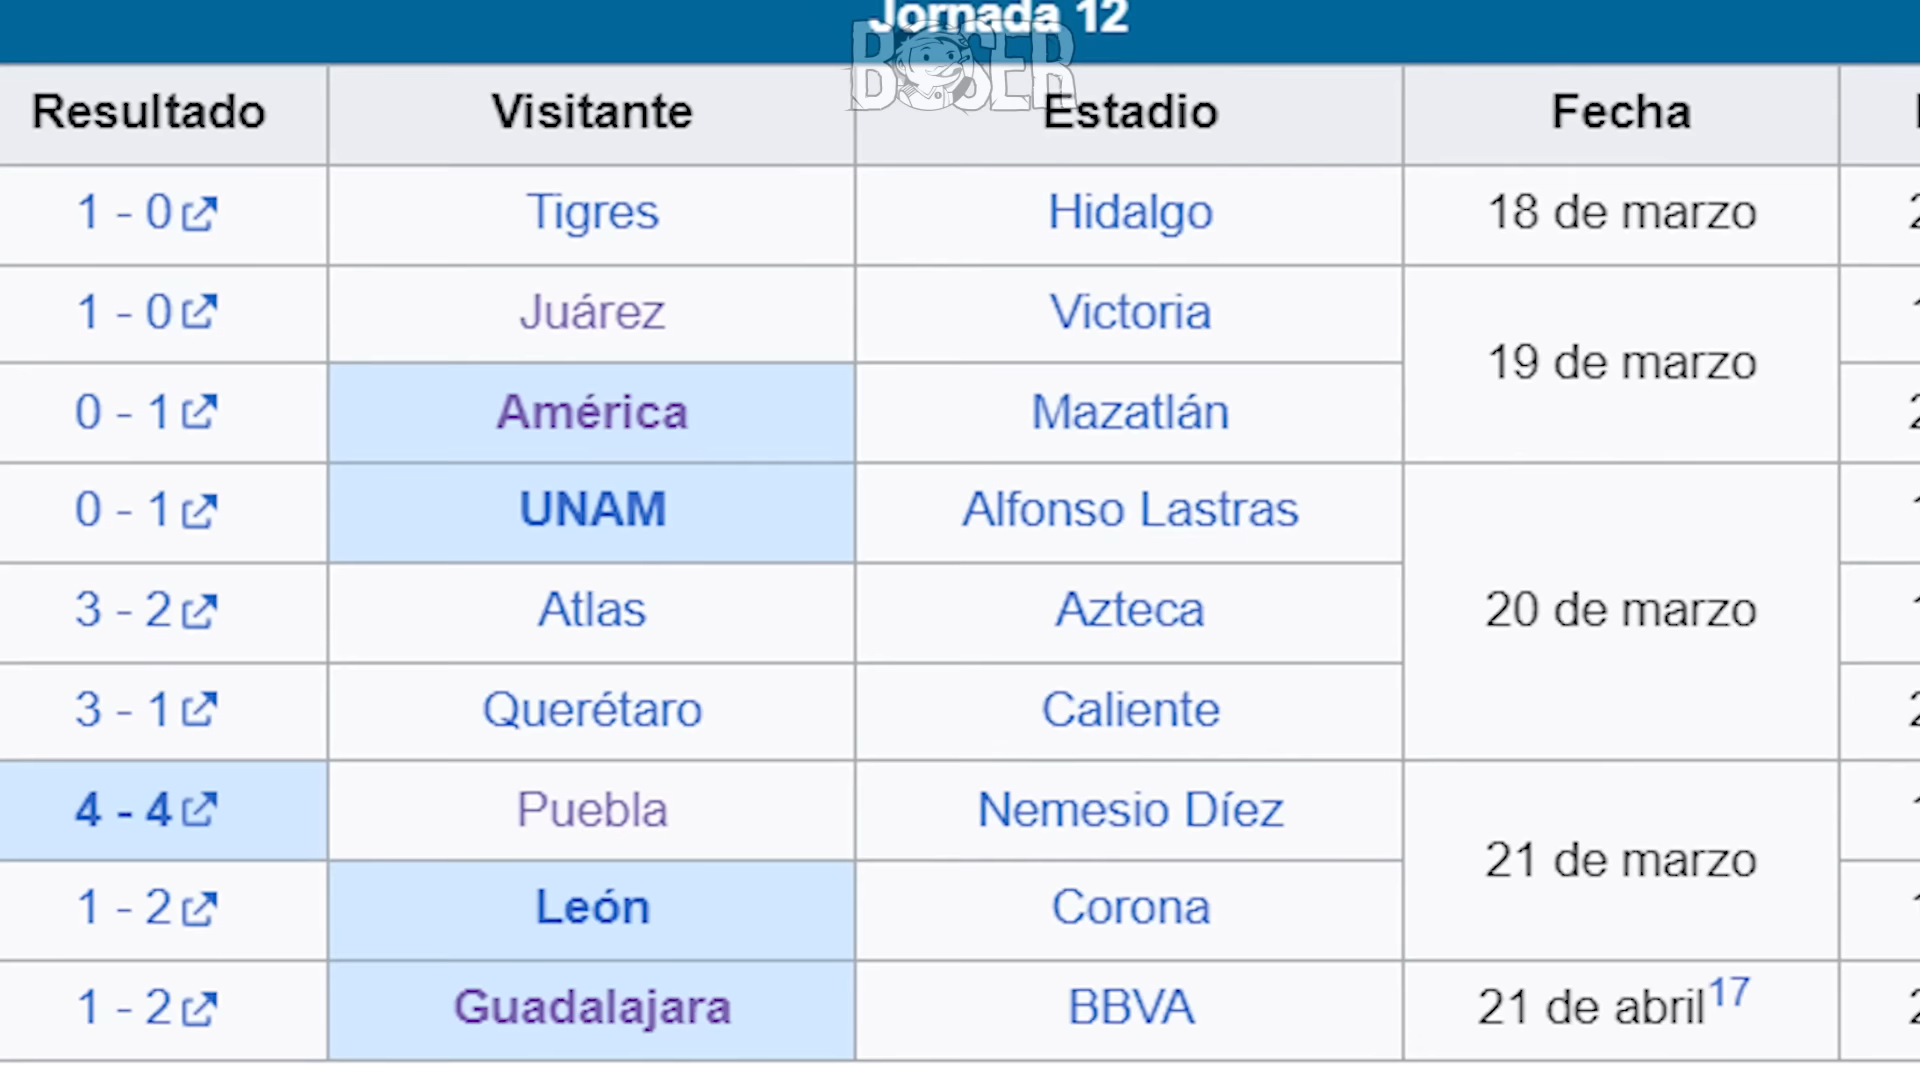 Jornada 12
BOSER
Resultado Visitante Estadio Fecha
1 - 0 Tigres Hidalgo 18 de marzo
1 - 0 Juárez Victoria 19 de marzo
0 - 1 América Mazatlán
0 - 1 UNAM Alfonso Lastras
3 - 2 Atlas Azteca 20 de marzo
3 - 1 Querétaro Caliente
4 - 4 Puebla Nemesio Díez
1 - 2 León Corona 21 de marzo
1 - 2 Guadalajara BBVA 21 de abril17